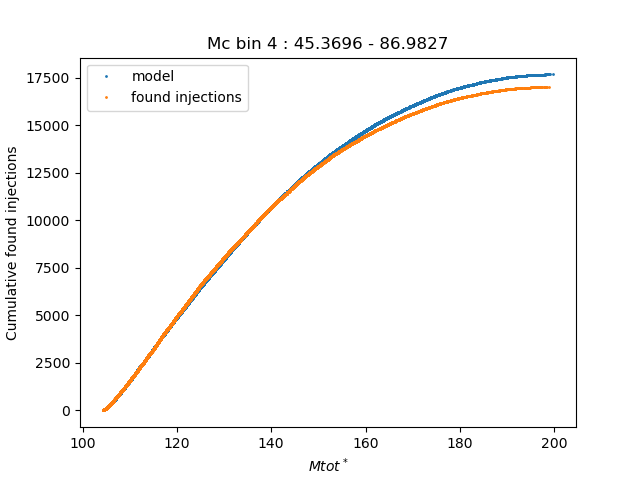 Mc bin 4 : 45.3696 - 86.9827
model
found injections
Cumulative found injections
17500
15000
12500
10000
7500
5000
2500
0
100 120 140 160 180 200
Mtot*